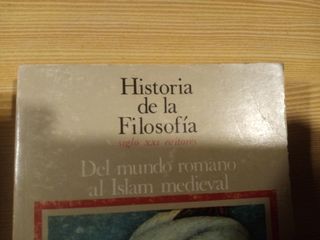 Historia
de la
Filosofía
siglo xxi editores
Del mundo romano
al Islam medieval